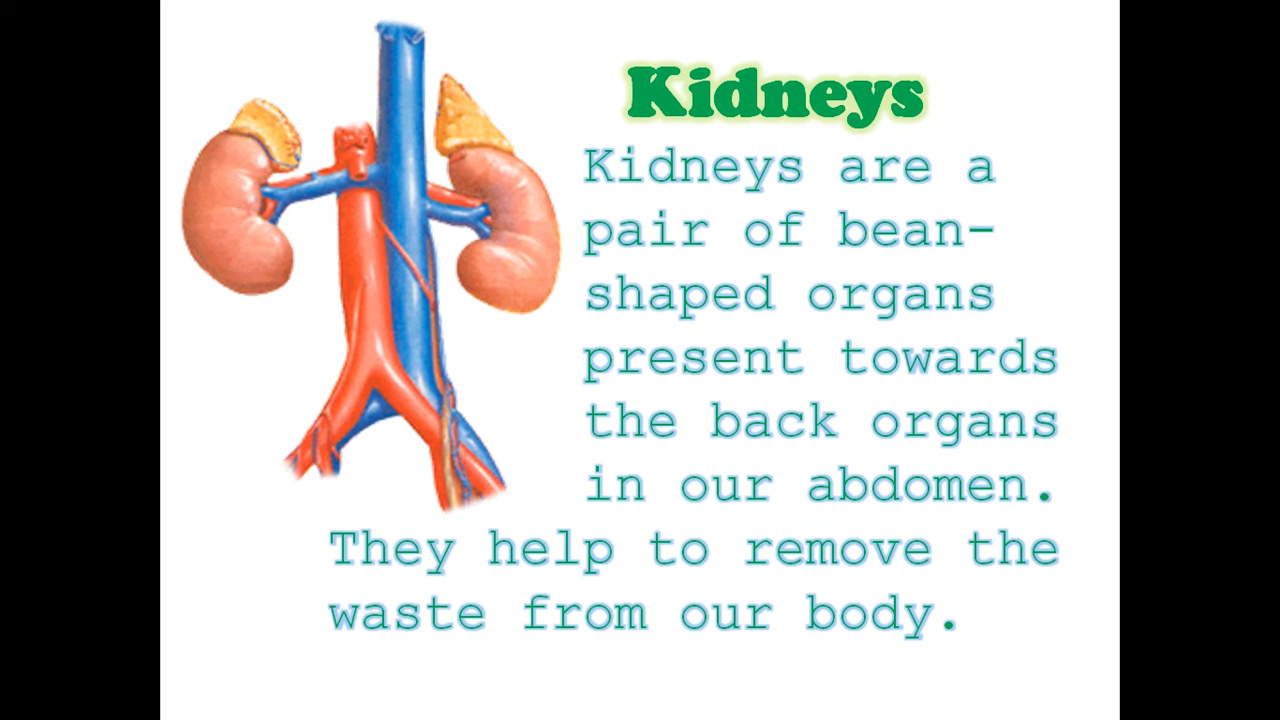 Kidneys
Kidneys are a
pair of bean-
shaped organs
present towards
the back organs
in our abdomen.
They help to remove the
waste from our body.